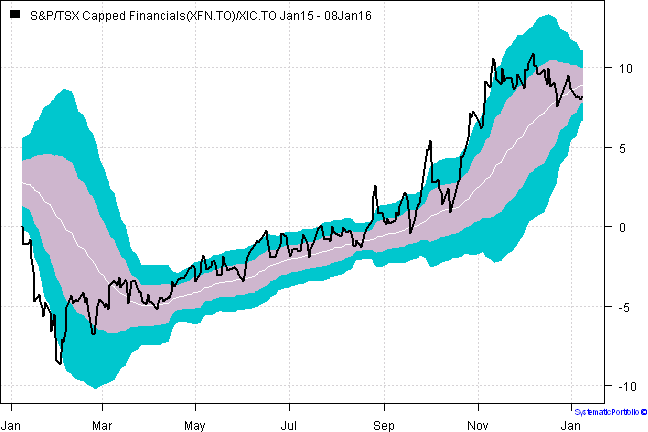 S&P/TSX Capped Financials(XFN.TO)/XIC.TO Jan15 - 08Jan16
10
5
0
-5
-10
Jan Mar May Jul Sep Nov Jan
SystematicPortfolio ©